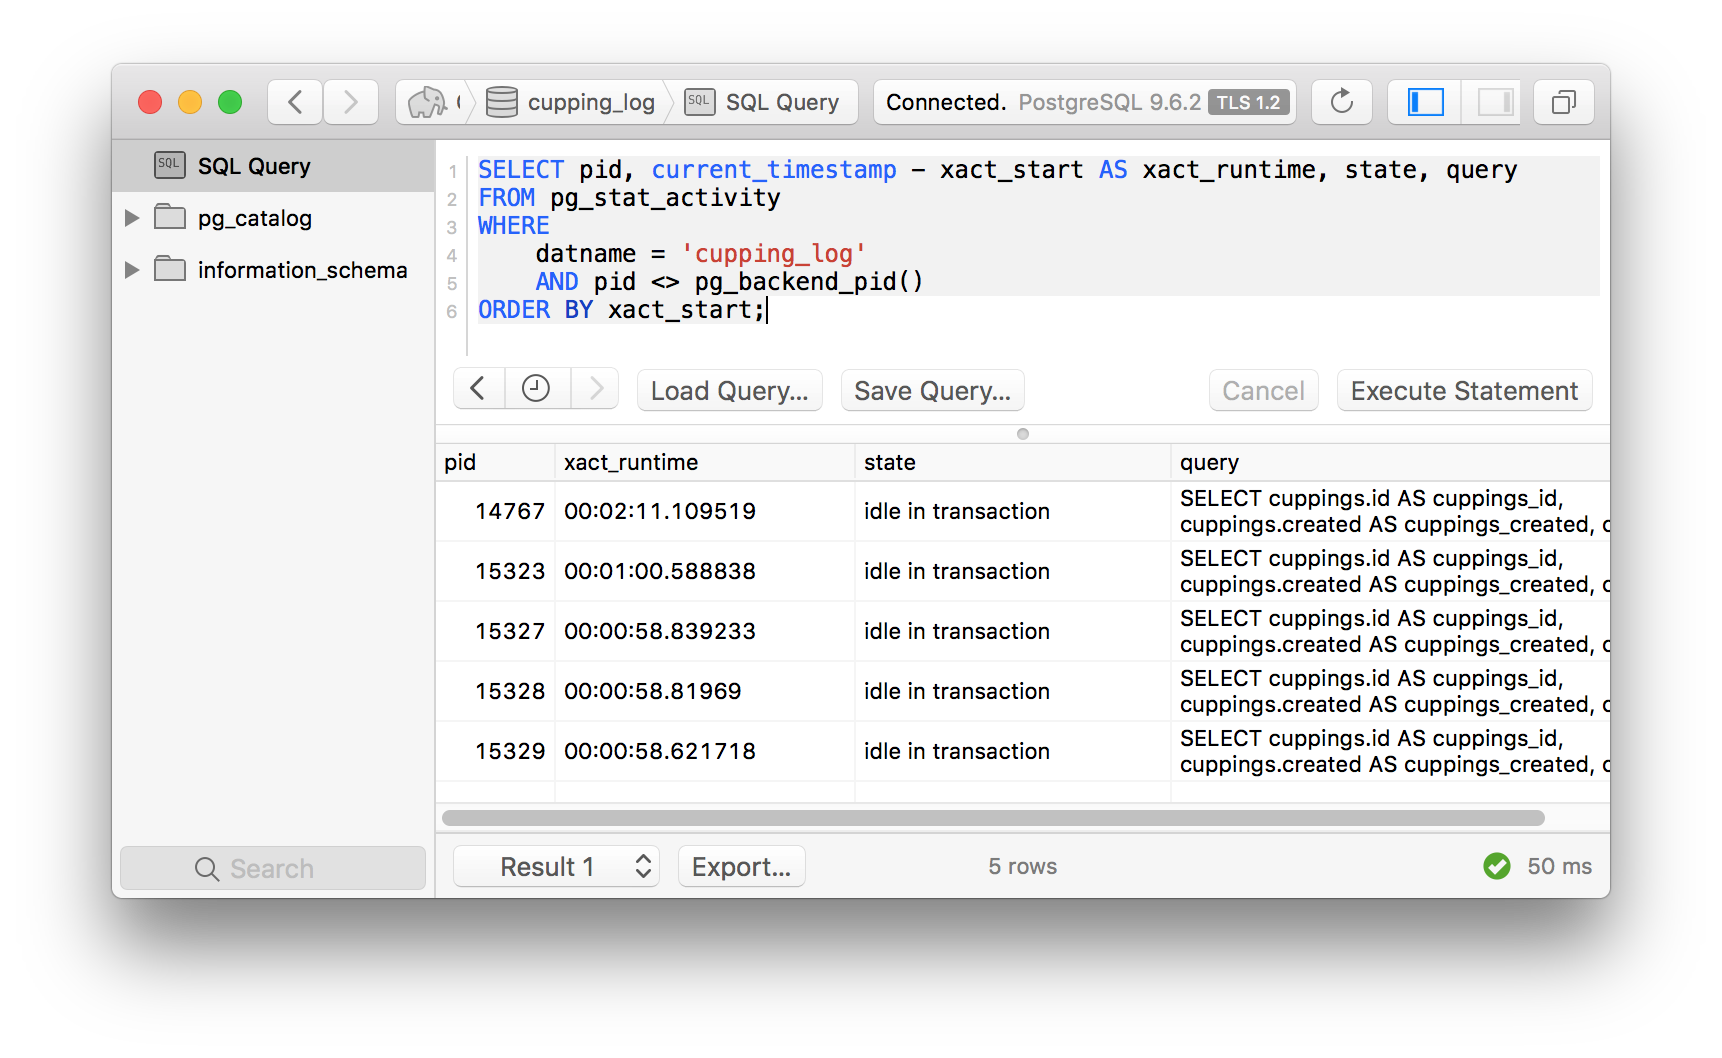 cupping_log
SQL
SQL Query
Connected. PostgreSQL 9.6.2 TLS 1.2
SQL
SQL Query
pg_catalog
information_schema
Search
1 SELECT pid, current_timestamp - xact_start AS xact_runtime, state, query
2 FROM pg_stat_activity
3 WHERE
4 datname = 'cupping_log'
5 AND pid <> pg_backend_pid()
6 ORDER BY xact_start;
Load Query...
Save Query...
Cancel
Execute Statement
pid xact_runtime state query
14767 00:02:11.109519 idle in transaction SELECT cuppings.id AS cuppings_id,
cuppings.created AS cuppings_created,
15323 00:01:00.588838 idle in transaction SELECT cuppings.id AS cuppings_id,
cuppings.created AS cuppings_created,
15327 00:00:58.839233 idle in transaction SELECT cuppings.id AS cuppings_id,
cuppings.created AS cuppings_created,
15328 00:00:58.81969 idle in transaction SELECT cuppings.id AS cuppings_id,
cuppings.created AS cuppings_created,
15329 00:00:58.621718 idle in transaction SELECT cuppings.id AS cuppings_id,
cuppings.created AS cuppings_created,
Result 1
Export...
5 rows
50 ms